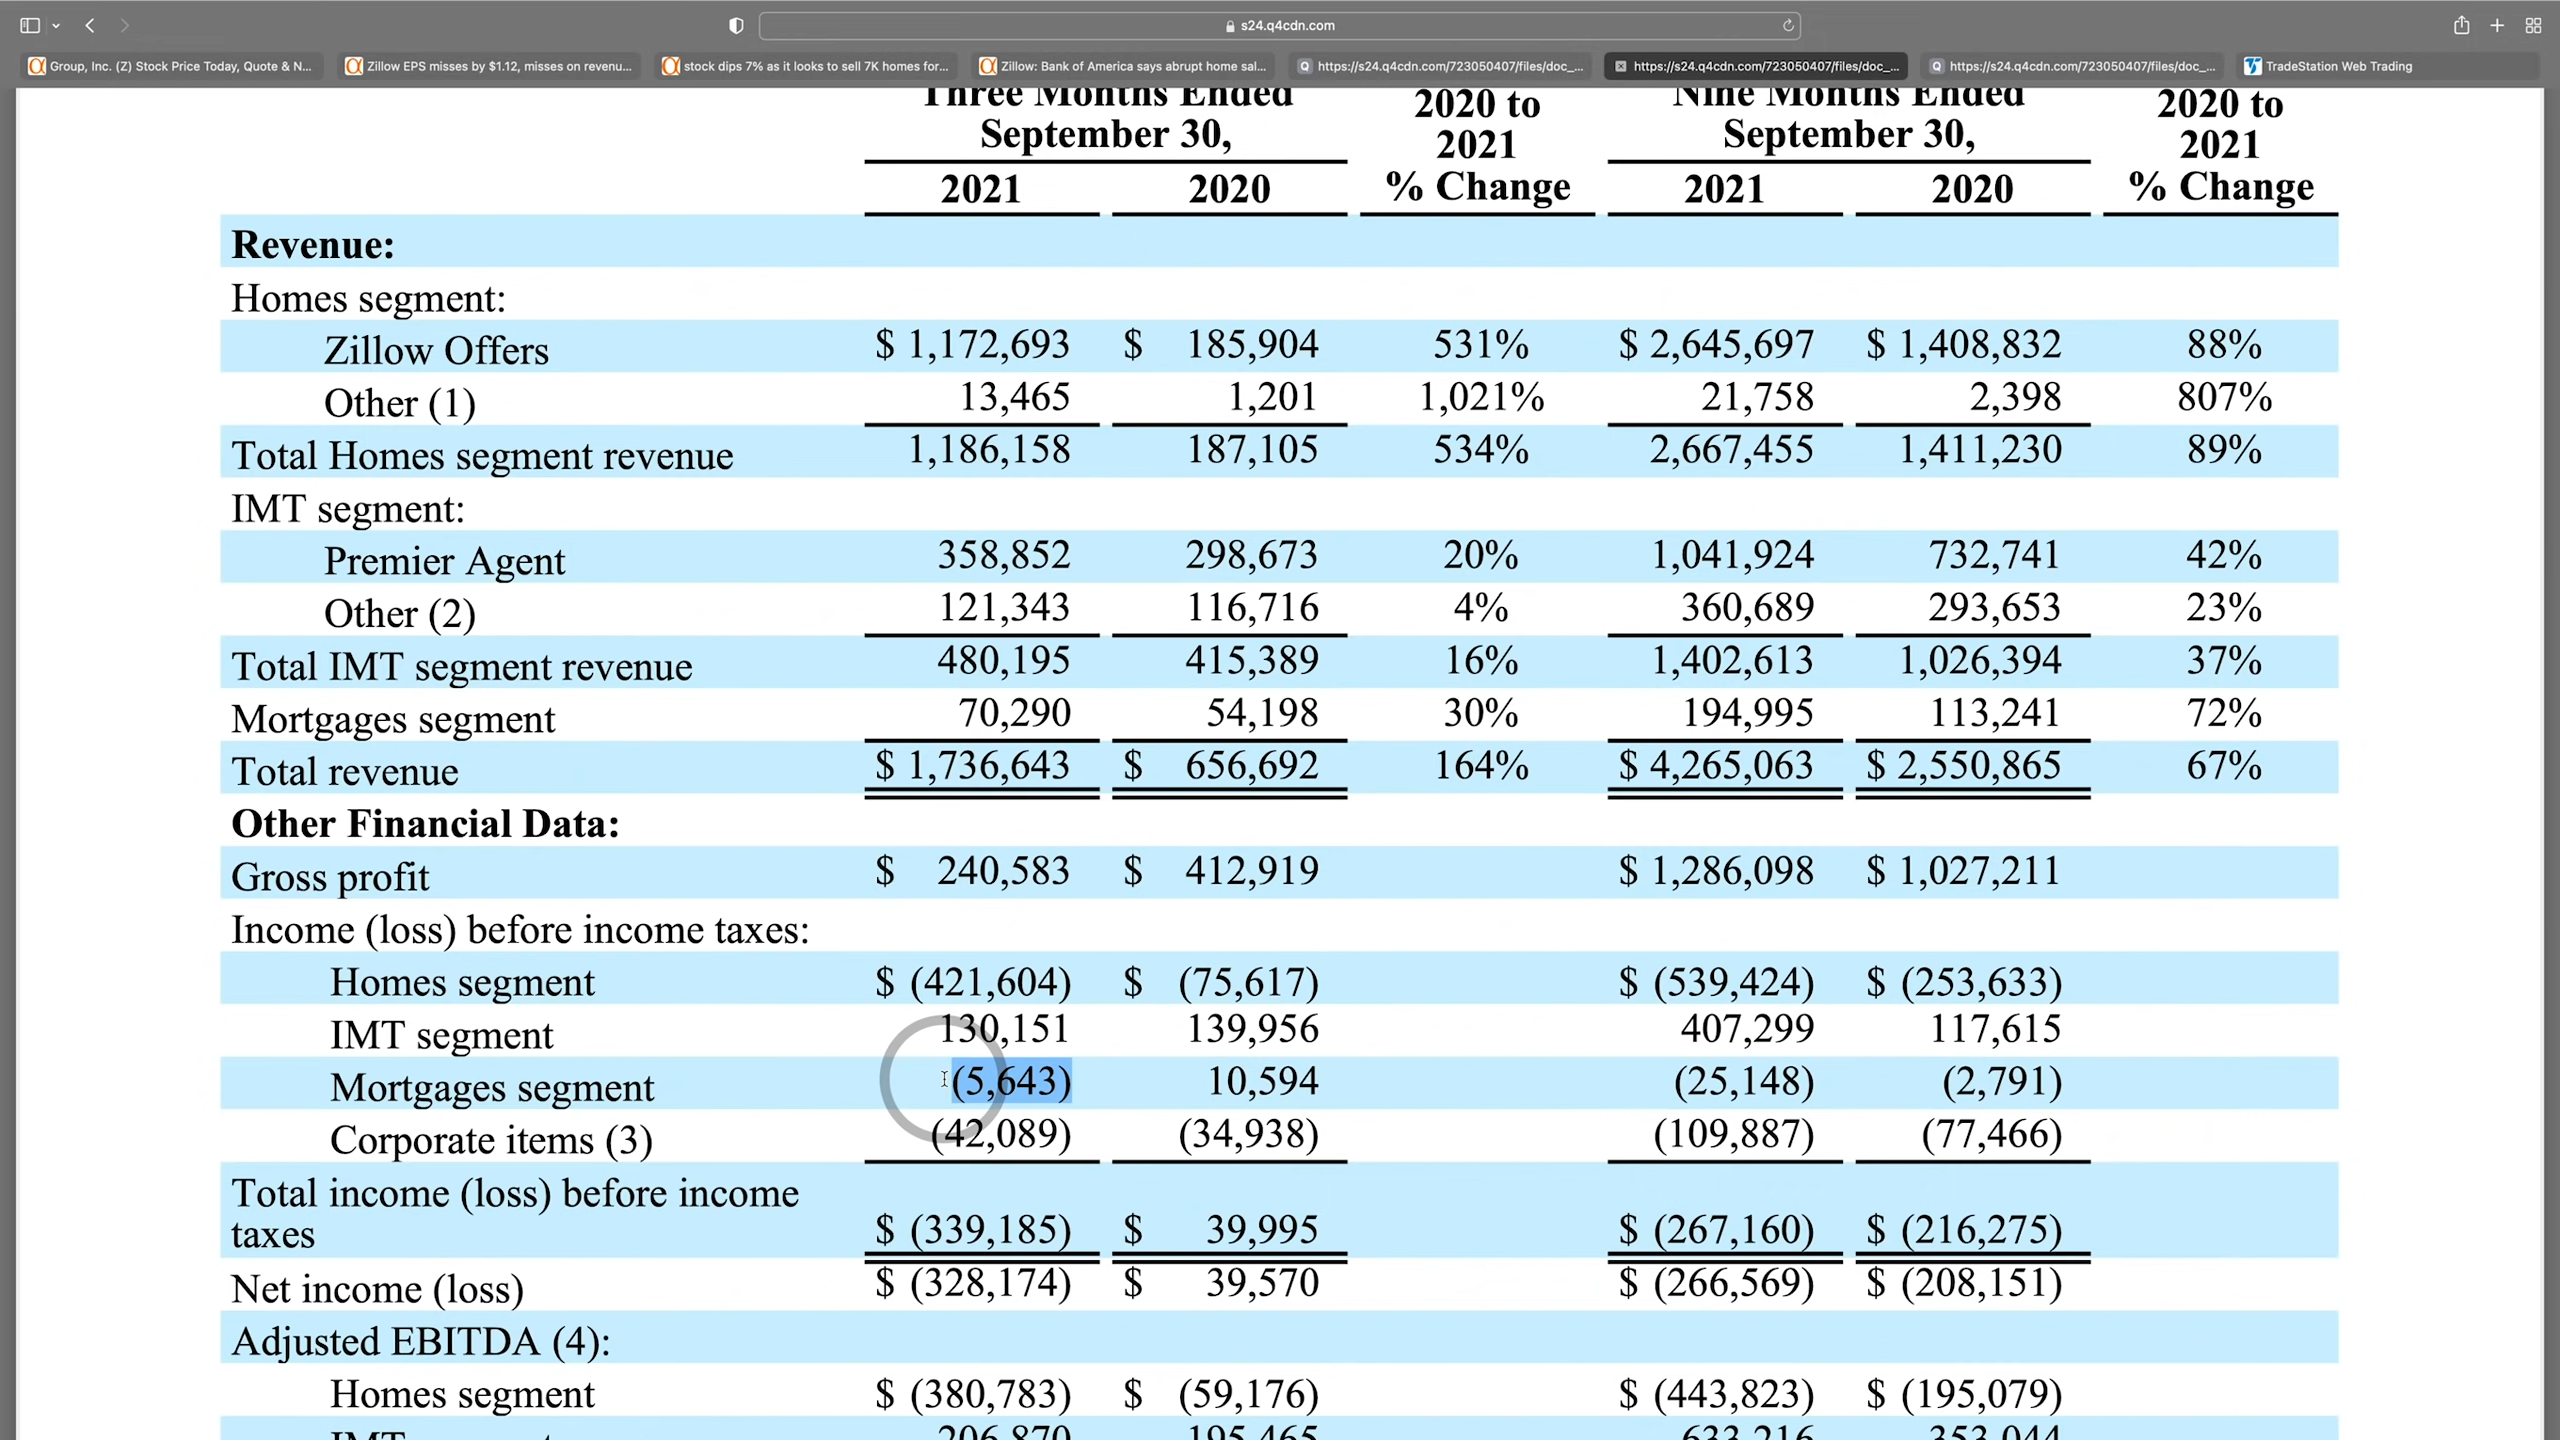 s24.q4cdn.com
Group, Inc. (Z) Stock Price Today, Quote & N...
Zillow EPS misses by $1.12, misses on revenu...
stock dips 7% as it looks to sell 7K homes for...
Zillow: Bank of America says abrupt home sal...
https://s24.q4cdn.com/723050407/files/doc_...
https://s24.q4cdn.com/723050407/files/doc_...
https://s24.q4cdn.com/723050407/files/doc_...
TradeStation Web Trading
Three Months Ended September 30, 2020 to 2021 % Change Nine Months Ended September 30, 2020 to 2021 % Change
2021 2020 2021 2020
Revenue:
Homes segment:
Zillow Offers $ 1,172,693 $ 185,904 531% $ 2,645,697 $ 1,408,832 88%
Other (1) 13,465 1,201 1,021% 21,758 2,398 807%
Total Homes segment revenue 1,186,158 187,105 534% 2,667,455 1,411,230 89%
IMT segment:
Premier Agent 358,852 298,673 20% 1,041,924 732,741 42%
Other (2) 121,343 116,716 4% 360,689 293,653 23%
Total IMT segment revenue 480,195 415,389 16% 1,402,613 1,026,394 37%
Mortgages segment 70,290 54,198 30% 194,995 113,241 72%
Total revenue $ 1,736,643 $ 656,692 164% $ 4,265,063 $ 2,550,865 67%
Other Financial Data:
Gross profit $ 240,583 $ 412,919 $ 1,286,098 $ 1,027,211
Income (loss) before income taxes:
Homes segment $ (421,604) $ (75,617) $ (539,424) $ (253,633)
IMT segment 130,151 139,956 407,299 117,615
Mortgages segment (5,643) 10,594 (25,148) (2,791)
Corporate items (3) (42,089) (34,938) (109,887) (77,466)
Total income (loss) before income
taxes $ (339,185) $ 39,995 $ (267,160) $ (216,275)
Net income (loss) $ (328,174) $ 39,570 $ (266,569) $ (208,151)
Adjusted EBITDA (4):
Homes segment $ (380,783) $ (59,176) $ (443,823) $ (195,079)
IMT segment 206,870 195,465 633,216 353,044